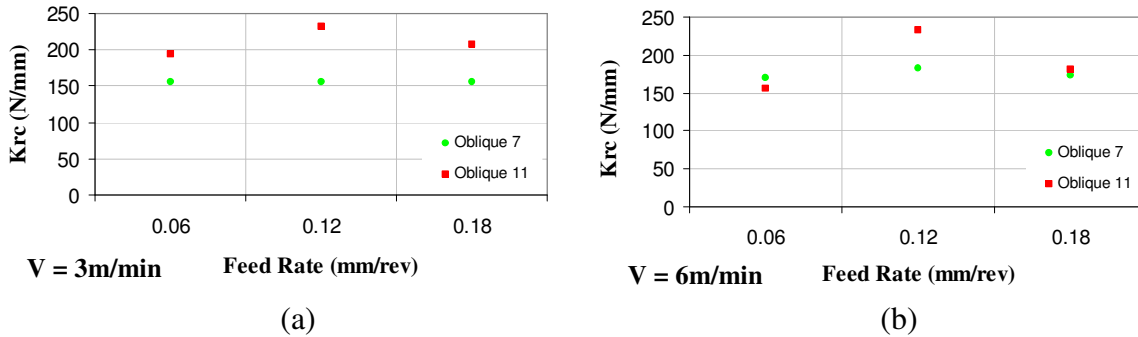 250
200
150
100
50
0
Krc (N/mm)
Oblique 7
Oblique 11
0.06 0.12 0.18
V = 3m/min Feed Rate (mm/rev)
(a)
250
200
150
100
50
0
Krc (N/mm)
Oblique 7
Oblique 11
0.06 0.12 0.18
V = 6m/min Feed Rate (mm/rev)
(b)